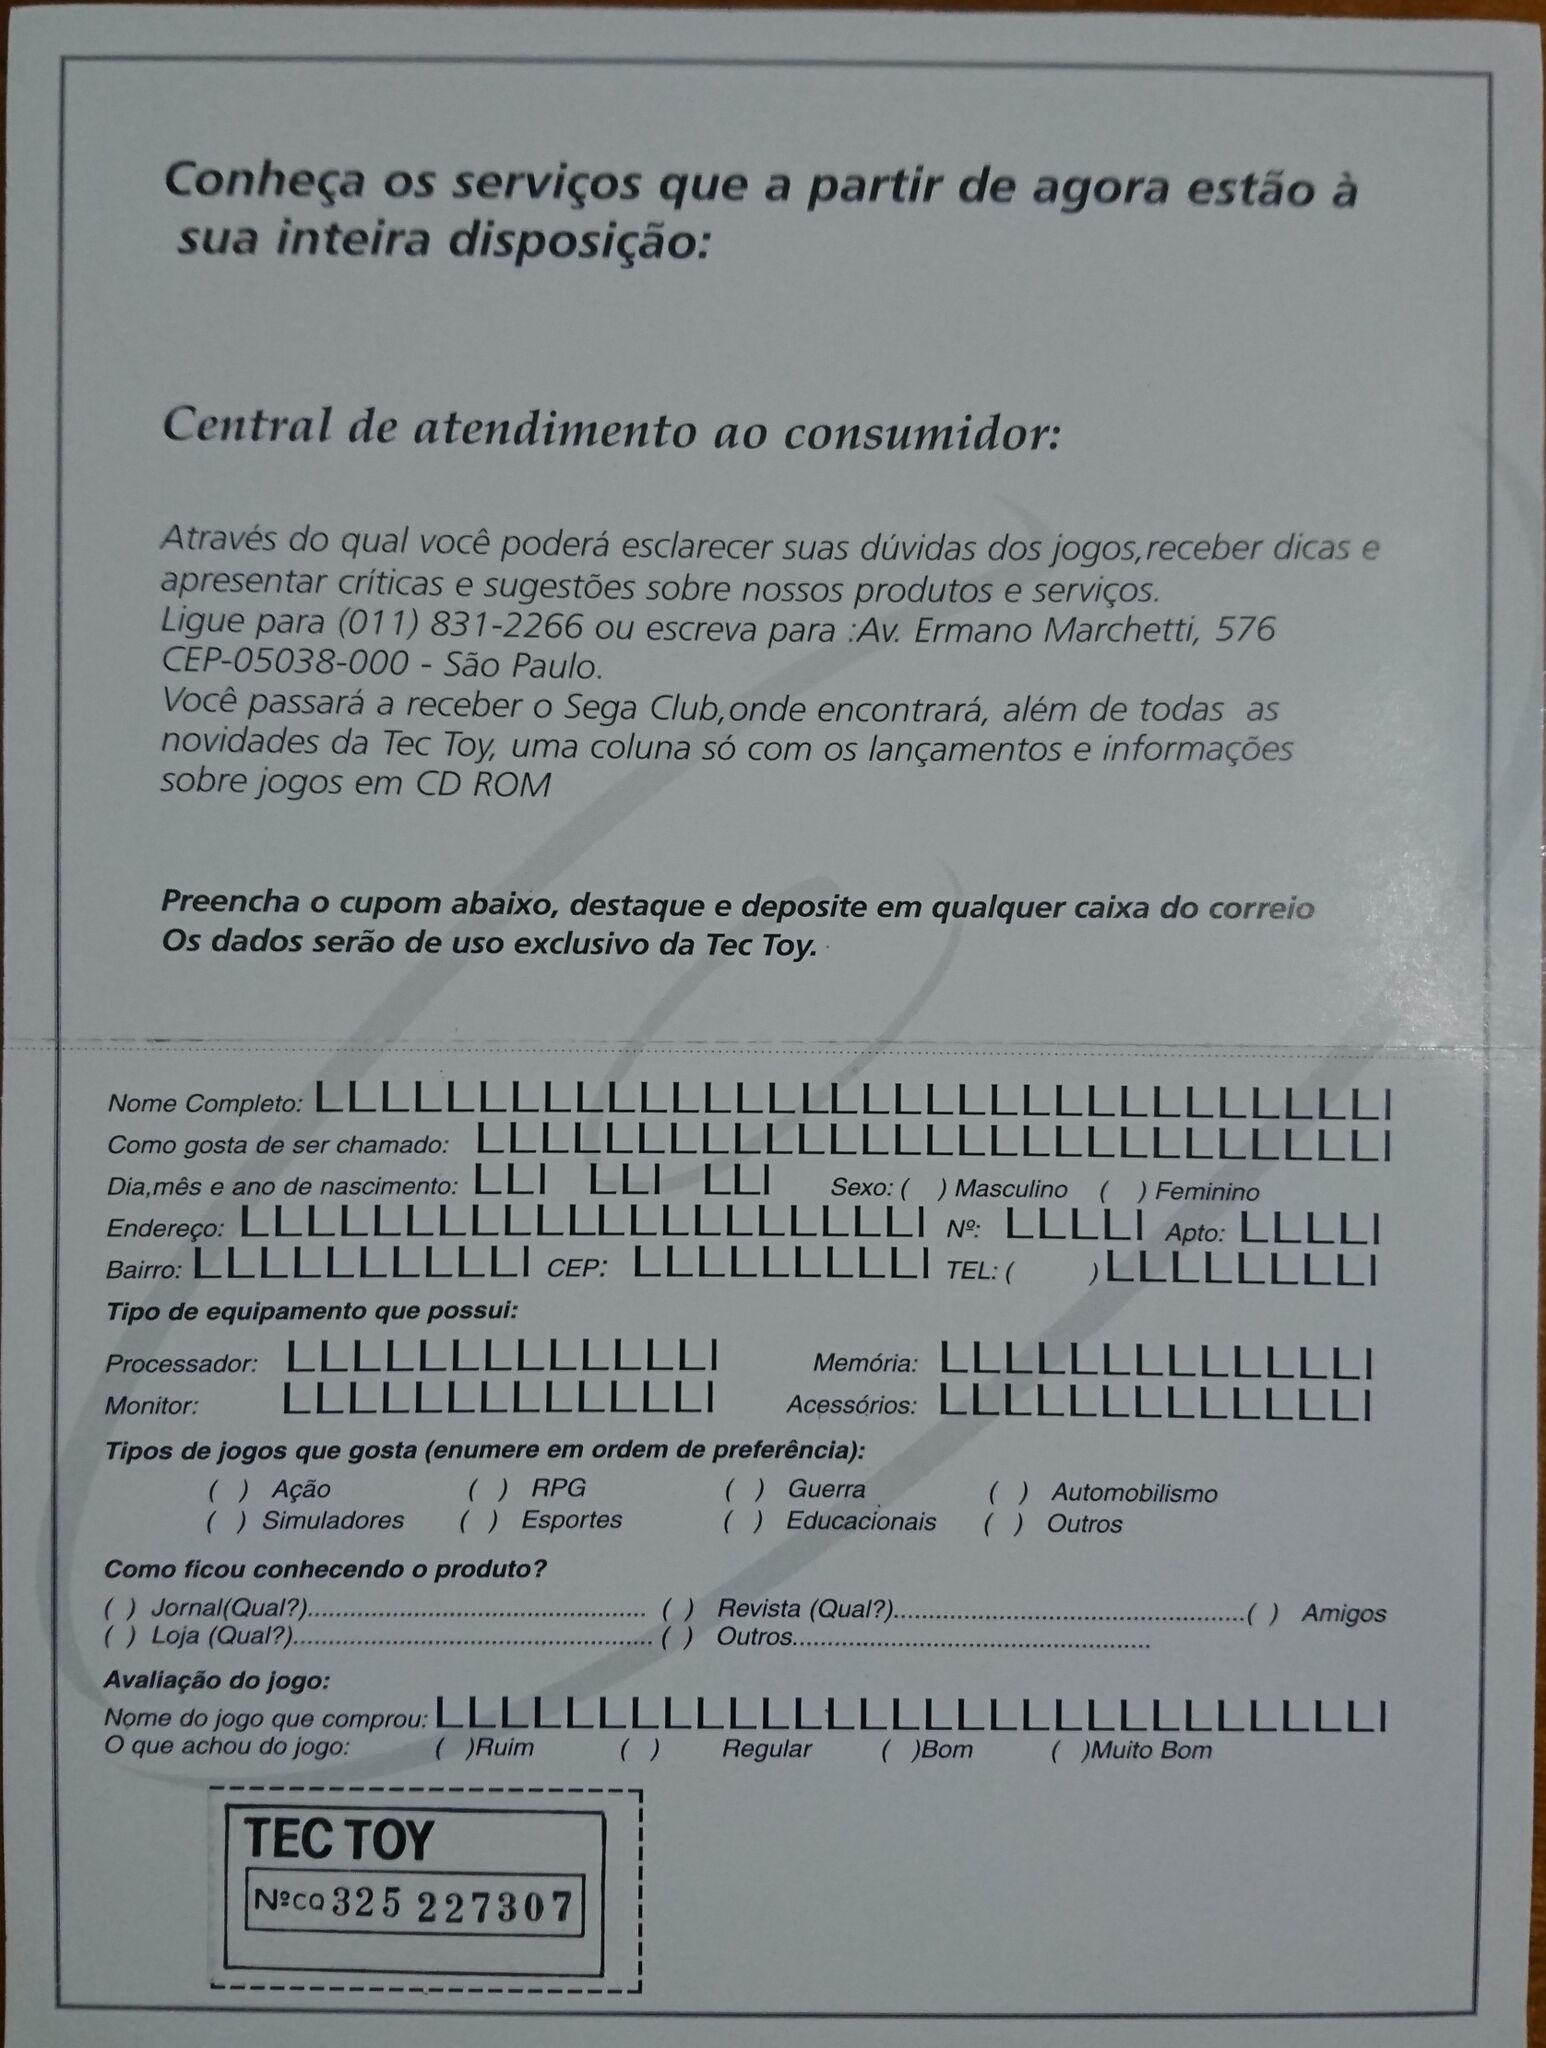 Conheça os serviços que a partir de agora estão à
sua inteira disposição:
Central de atendimento ao consumidor:
Através do qual você poderá esclarecer suas dúvidas dos jogos,receber dicas e
apresentar críticas e sugestões sobre nossos produtos e serviços.
Ligue para (011) 831-2266 ou escreva para :Av. Ermano Marchetti, 576
CEP-05038-000 - São Paulo.
Você passará a receber o Sega Club,onde encontrará, além de todas as
novidades da Tec Toy, uma coluna só com os lançamentos e informações
sobre jogos em CD ROM
Preencha o cupom abaixo, destaque e deposite em qualquer caixa do correio
Os dados serão de uso exclusivo da Tec Toy.
Nome Completo:
Como gosta de ser chamado:
Dia,mês e ano de nascimento: Sexo: ( ) Masculino ( ) Feminino
Endereço: Nº: Apto:
Bairro: CEP: TEL: ( )
Tipo de equipamento que possui:
Processador: Memória:
Monitor: Acessórios:
Tipos de jogos que gosta (enumere em ordem de preferência):
( ) Ação ( ) RPG ( ) Guerra ( ) Automobilismo
( ) Simuladores ( ) Esportes ( ) Educacionais ( ) Outros
Como ficou conhecendo o produto?
( ) Jornal(Qual?)................................................ ( ) Revista (Qual?)..................................................( ) Amigos
( ) Loja (Qual?)................................................... ( ) Outros...................................................
Avaliação do jogo:
Nome do jogo que comprou:
O que achou do jogo: ( )Ruim ( ) Regular ( )Bom ( )Muito Bom
TEC TOY
NºCQ 325 227307